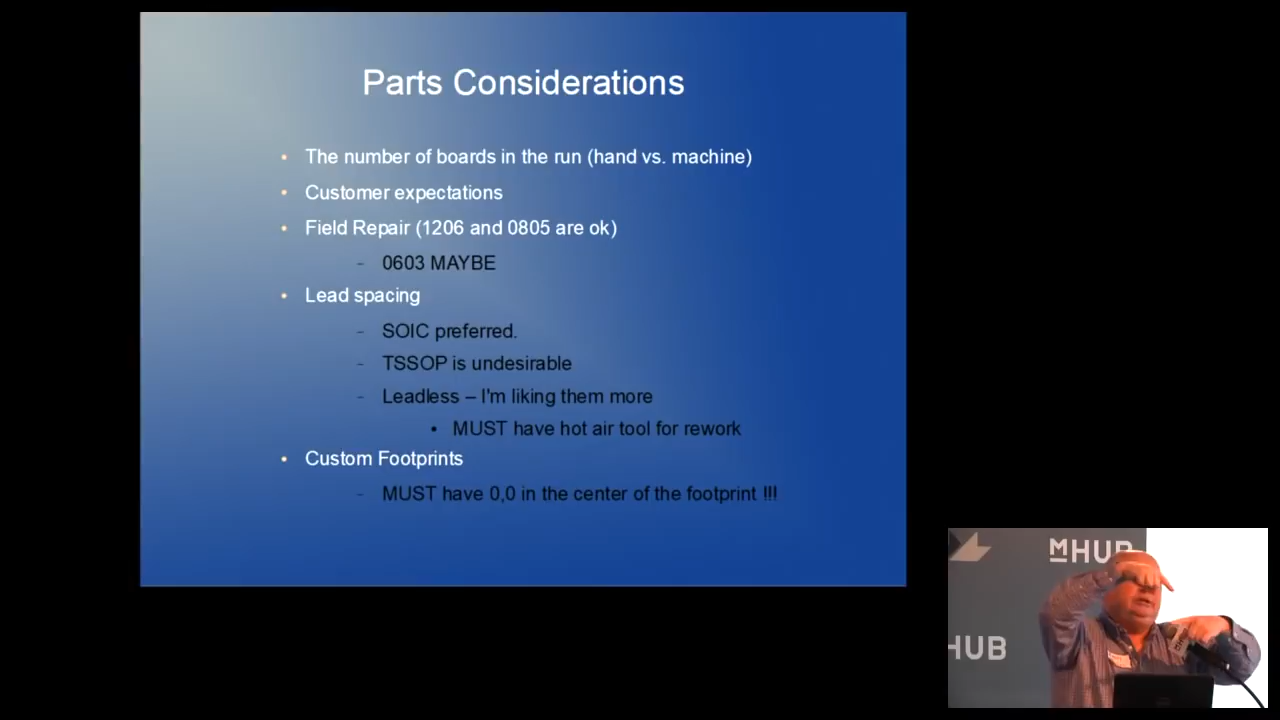 Parts Considerations
• The number of boards in the run (hand vs. machine)
• Customer expectations
• Field Repair (1206 and 0805 are ok)
– 0603 MAYBE
• Lead spacing
– SOIC preferred.
– TSSOP is undesirable
– Leadless – I'm liking them more
• MUST have hot air tool for rework
• Custom Footprints
– MUST have 0,0 in the center of the footprint !!!
MHUB
HUB